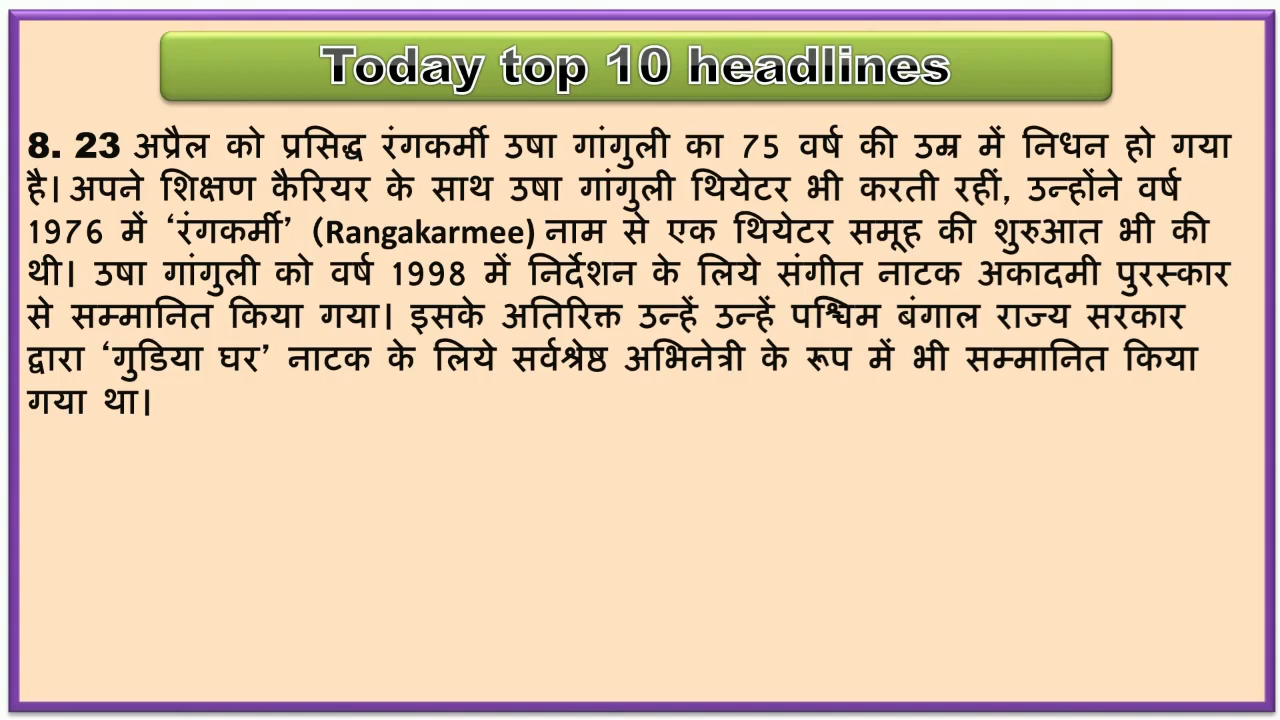 Today top 10 headlines
8. 23 अप्रैल को प्रसिद्ध रंगकर्मी उषा गांगुली का 75 वर्ष की उम्र में निधन हो गया
है। अपने शिक्षण कैरियर के साथ उषा गांगुली थियेटर भी करती रहीं, उन्होंने वर्ष
1976 में ‘रंगकर्मी’ (Rangakarmee) नाम से एक थियेटर समूह की शुरुआत भी की
थी। उषा गांगुली को वर्ष 1998 में निर्देशन के लिये संगीत नाटक अकादमी पुरस्कार
से सम्मानित किया गया। इसके अतिरिक्त उन्हें उन्हें पश्चिम बंगाल राज्य सरकार
द्वारा ‘गुडिया घर’ नाटक के लिये सर्वश्रेष्ठ अभिनेत्री के रूप में भी सम्मानित किया
गया था।